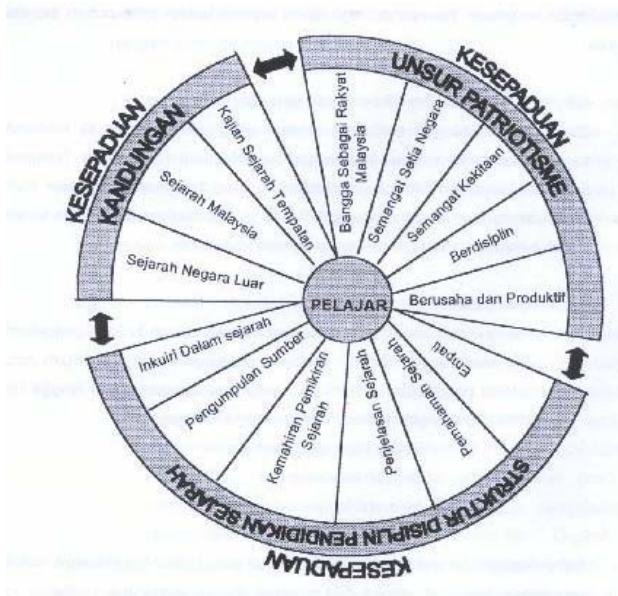 KESEPADUAN
KANDUNGAN
Kajian Sejarah Tempatan
Sejarah Malaysia
Sejarah Negara Luar
KESEPADUAN
UNSUR PATRIOTISME
Bangga Sebagai Rakyat
Malaysia
Semangat Setia Negara
Semangat Kekitaan
Berdisiplin
Berusaha dan Produktif
PELAJAR
Inkuiri Dalam sejarah
Pengumpulan Sumber
Kemahiran Pemikiran
Sejarah
Penjelasan Sejarah
Pemahaman Sejarah
Empati
STRUKTUR DISIPLIN PENDIDIKAN SEJARAH
KESEPADUAN